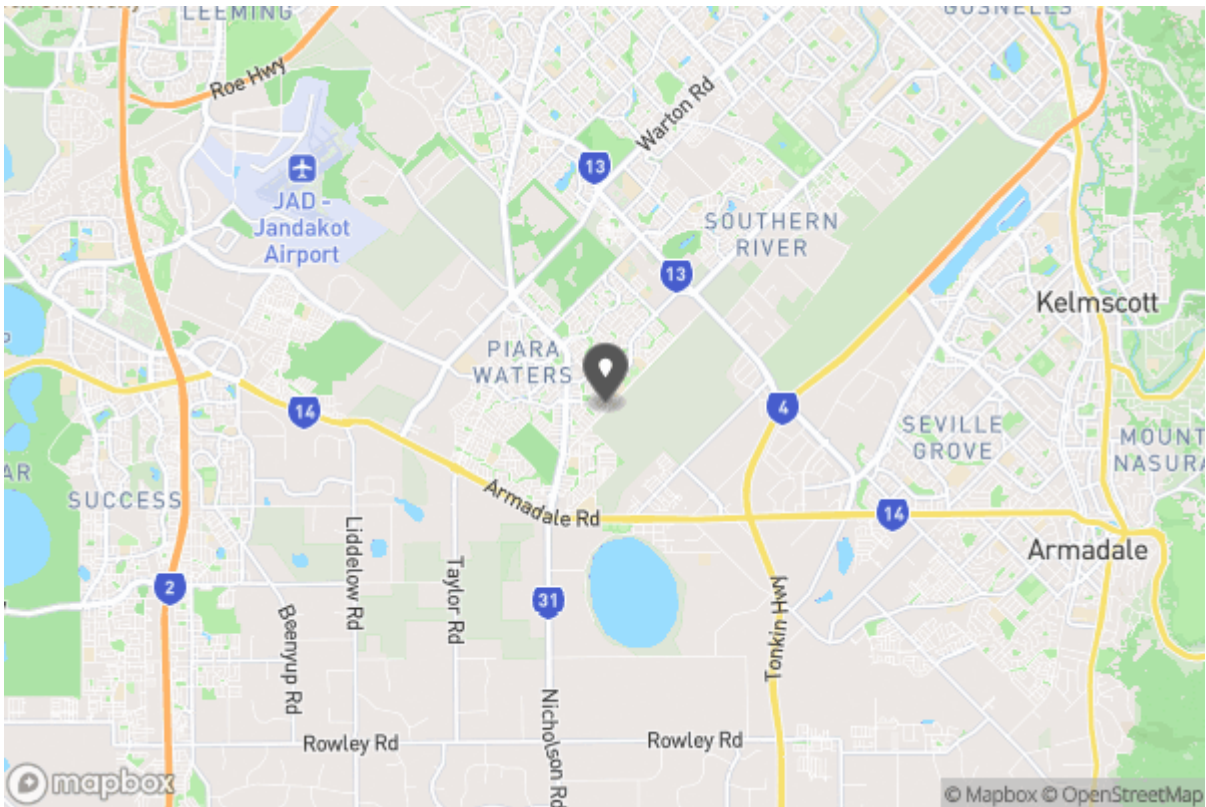 LEEMING
GOSNELLS
Roe Hwy
Warton Rd
13
JAD -
Jandakot
Airport
SOUTHERN
RIVER
13
Kelmscott
PIARA
WATERS
14
4
SEVILLE
GROVE
MOUNT
NASURA
AR
SUCCESS
Armadale Rd
14
Armadale
Liddelow Rd
Taylor Rd
2
31
Beenyup Rd
Tonkin Hwy
Nicholson Rd
Rowley Rd
Rowley Rd
mapbox
© Mapbox © OpenStreetMap